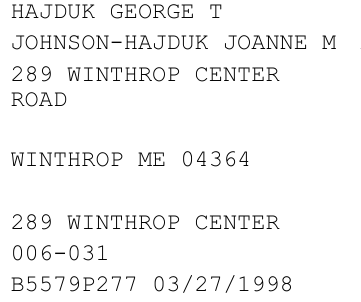 HAJDUK GEORGE T
JOHNSON-HAJDUK JOANNE M
289 WINTHROP CENTER
ROAD
WINTHROP ME 04364
289 WINTHROP CENTER
006-031
B5579P277 03/27/1998